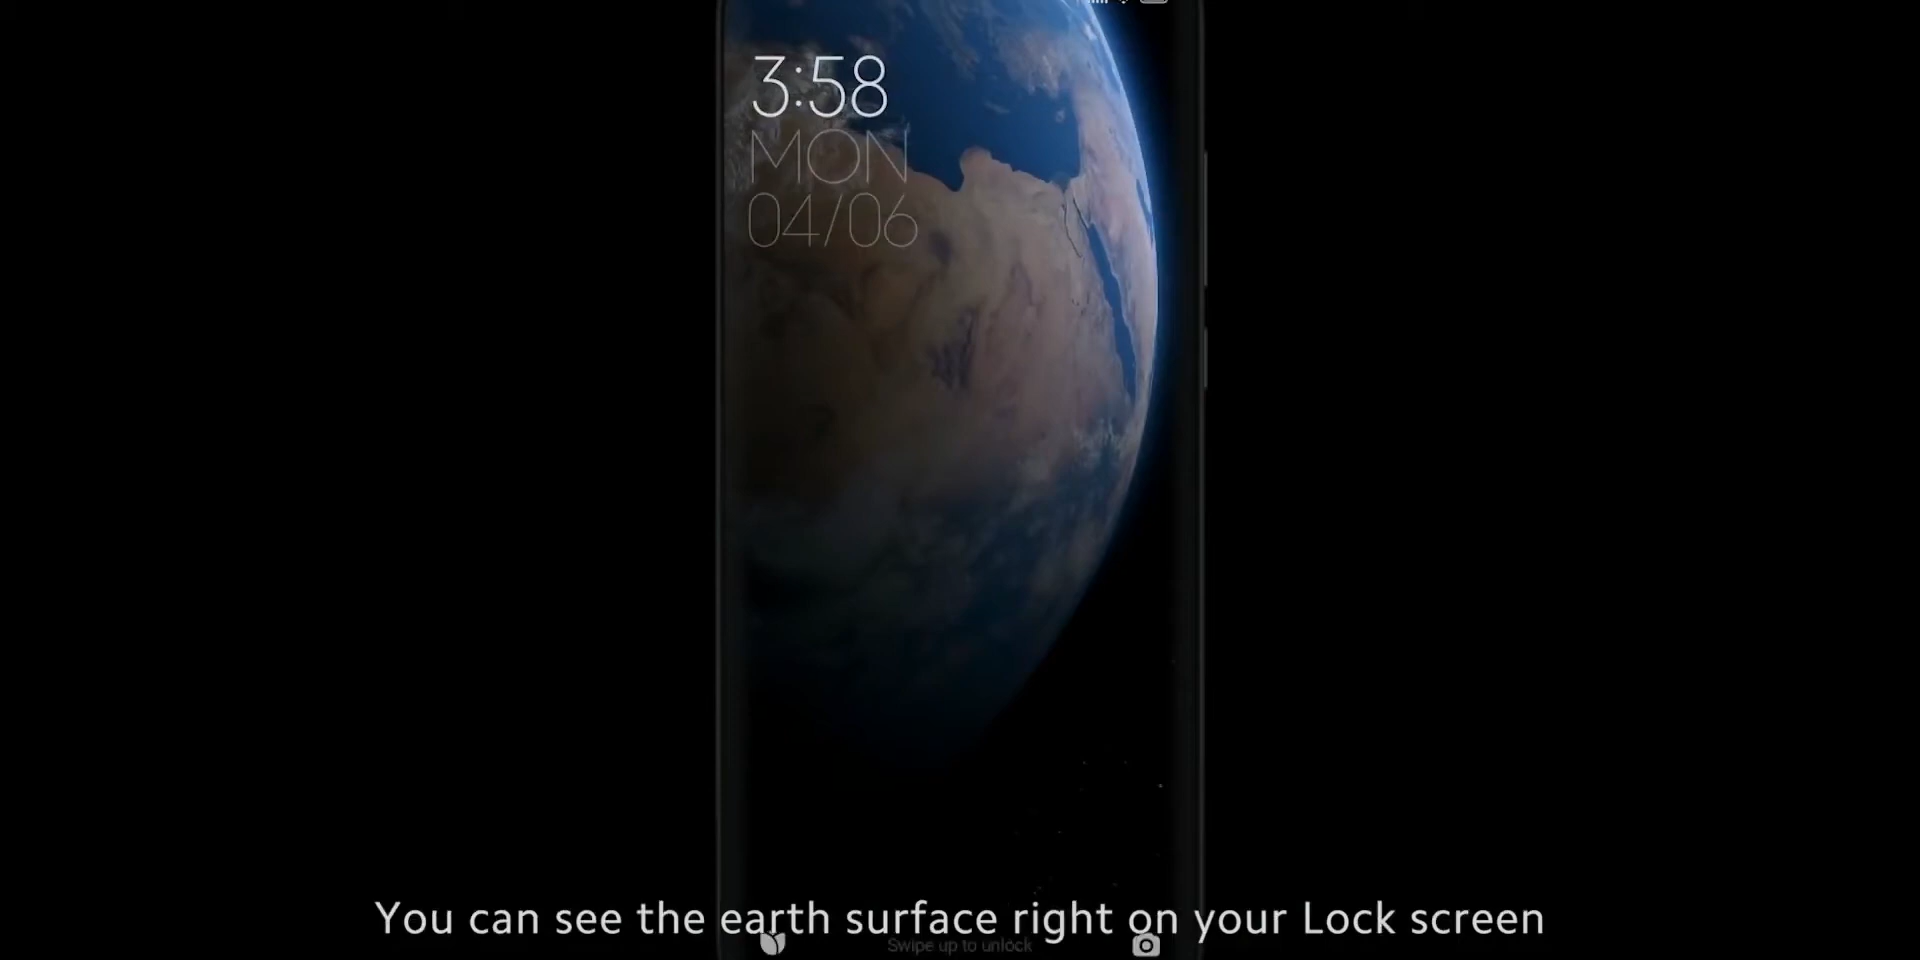 3:58
MON
04/06
You can see the earth surface right on your Lock screen
Swipe up to unlock